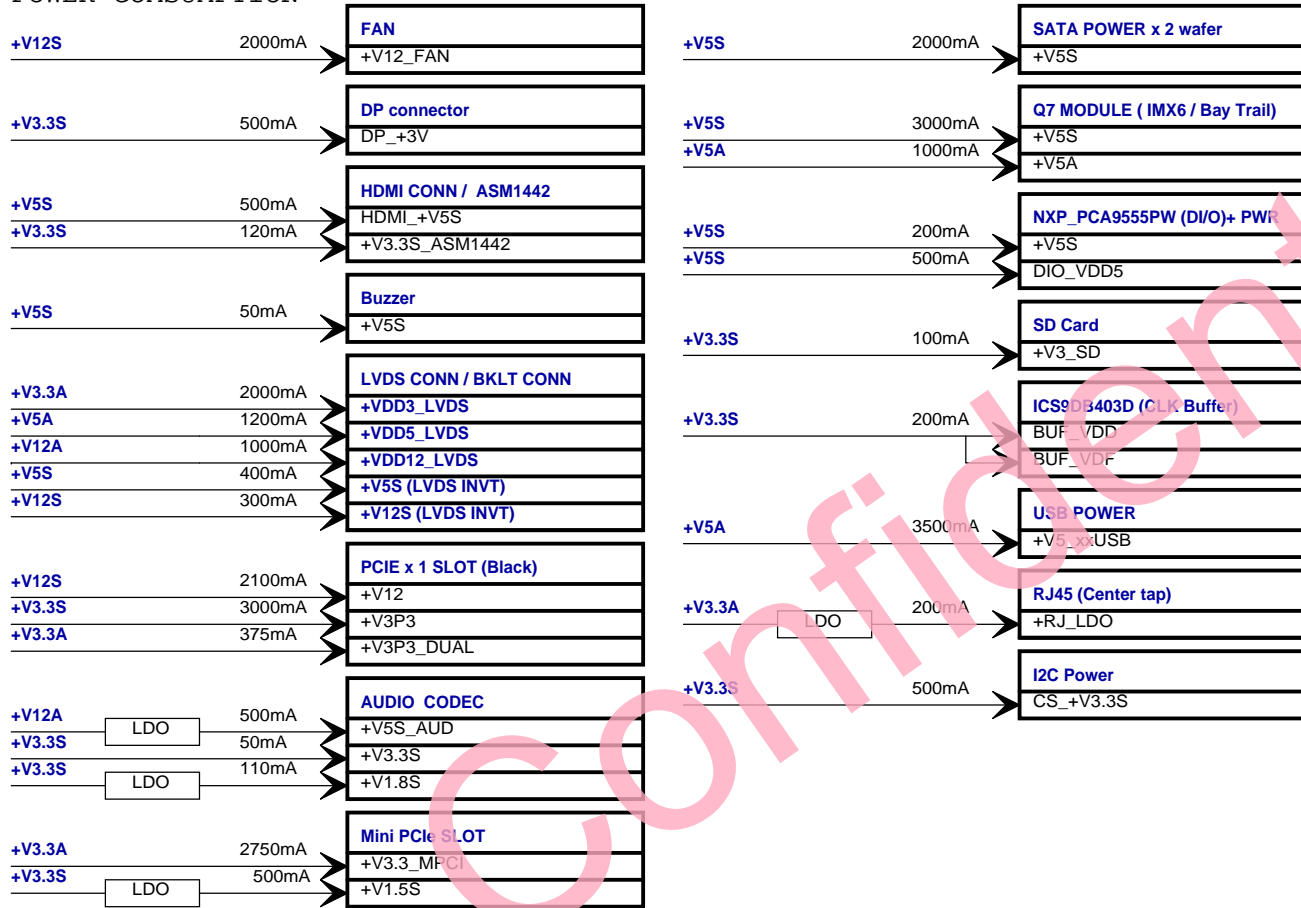 POWER CONSUMPTION
+V12S 2000mA
FAN
+V12_FAN
+V3.3S 500mA
DP connector
DP_+3V
+V5S 500mA
+V3.3S 120mA
HDMI CONN / ASM1442
HDMI_+V5S
+V3.3S_ASM1442
+V5S 50mA
Buzzer
+V5S
+V3.3A 2000mA
+V5A 1200mA
+V12A 1000mA
+V5S 400mA
+V12S 300mA
LVDS CONN / BKLT CONN
+VDD3_LVDS
+VDD5_LVDS
+VDD12_LVDS
+V5S (LVDS INVT)
+V12S (LVDS INVT)
+V12S 2100mA
+V3.3S 3000mA
+V3.3A 375mA
PCIE x 1 SLOT (Black)
+V12
+V3P3
+V3P3_DUAL
+V12A LDO 500mA
+V3.3S 50mA
+V3.3S LDO 110mA
AUDIO CODEC
+V5S_AUD
+V3.3S
+V1.8S
+V3.3A 2750mA
+V3.3S LDO 500mA
Mini PCIe SLOT
+V3.3_MPCI
+V1.5S
+V5S 2000mA
SATA POWER x 2 wafer
+V5S
+V5S 3000mA
+V5A 1000mA
Q7 MODULE ( IMX6 / Bay Trail)
+V5S
+V5A
+V5S 200mA
+V5S 500mA
NXP_PCA9555PW (DI/O)+ PWR
+V5S
DIO_VDD5
+V3.3S 100mA
SD Card
+V3_SD
+V3.3S 200mA
ICS9DB403D (CLK Buffer)
BUF_VDD
BUF_VDF
+V5A 3500mA
USB POWER
+V5_xxUSB
+V3.3A LDO 200mA
RJ45 (Center tap)
+RJ_LDO
+V3.3S 500mA
I2C Power
CS_+V3.3S
Confident